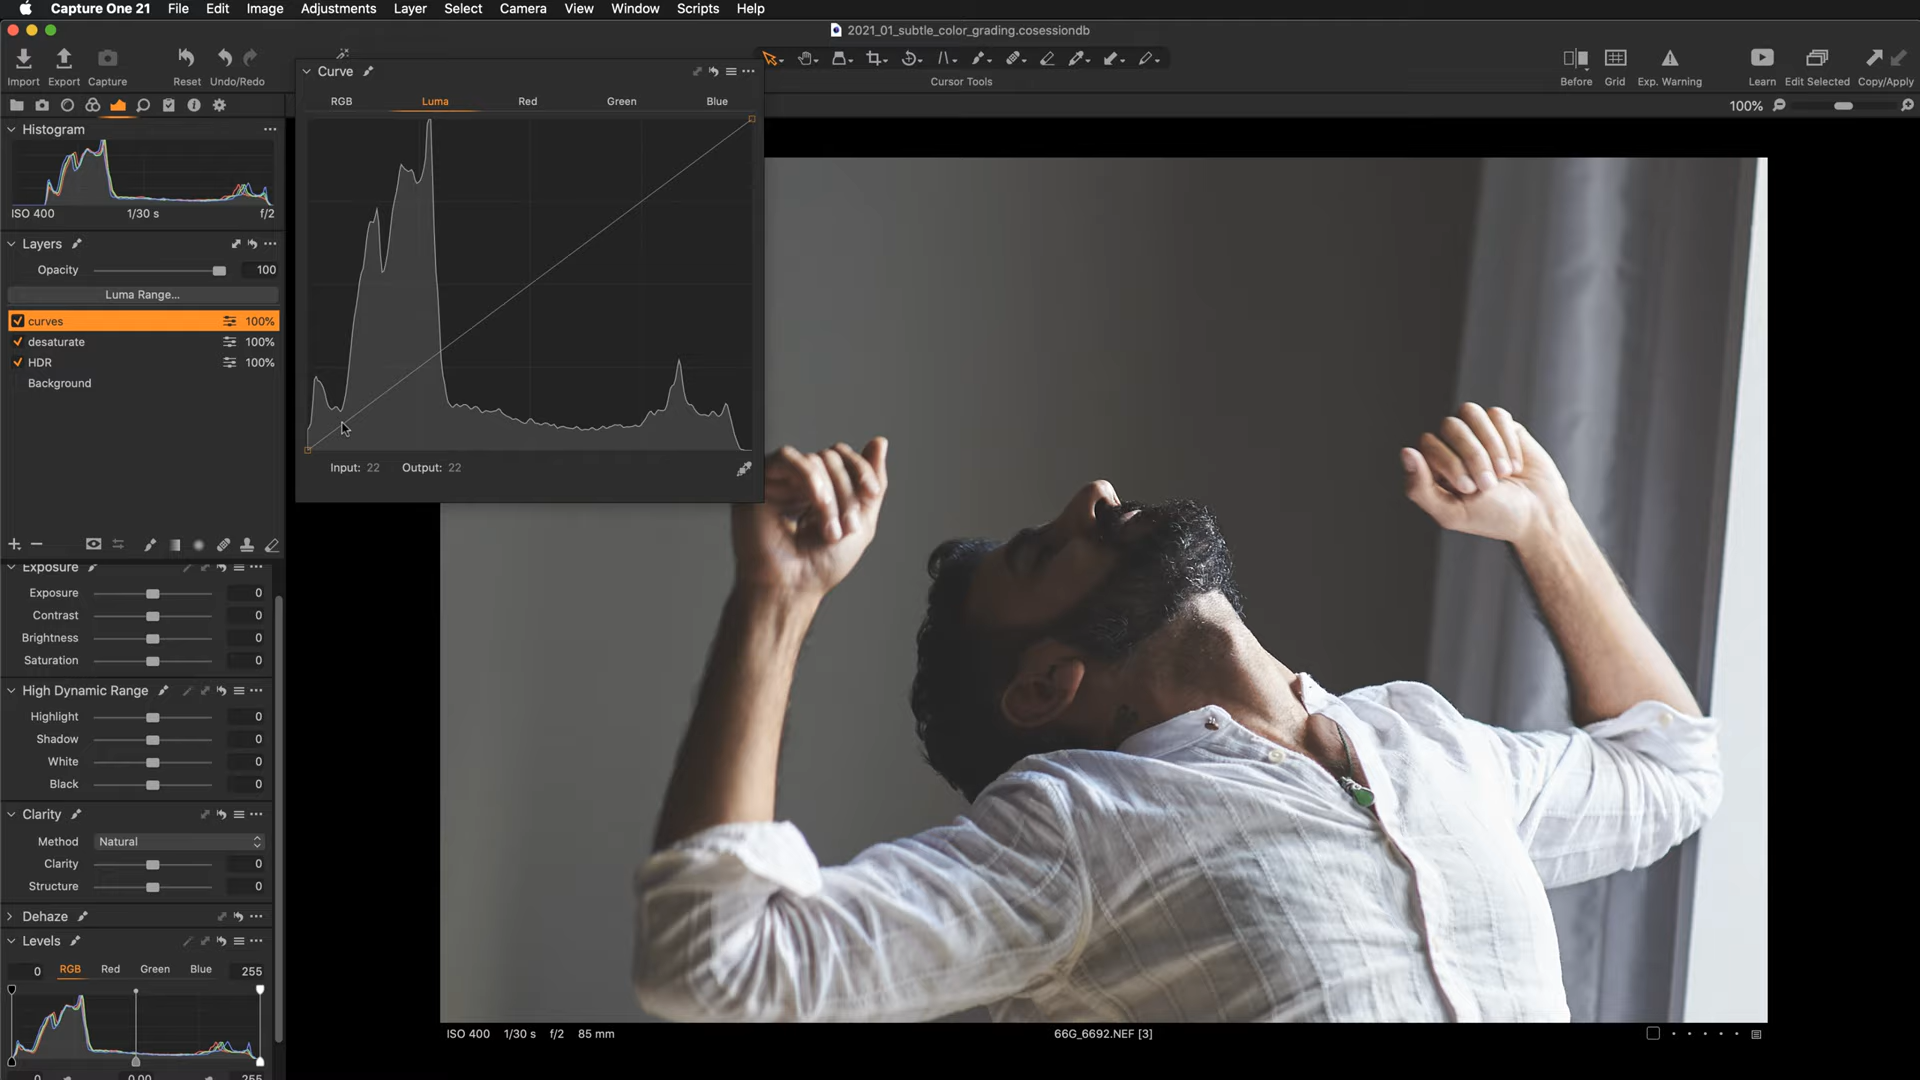 Capture One 21 File Edit Image Adjustments Layer Select Camera View Window Scripts Help
2021_01_subtle_color_grading.cosessiondb
Import Export Capture Reset Undo/Redo Cursor Tools Before Grid Exp. Warning Learn Edit Selected Copy/Apply
100%
Histogram
ISO 400 1/30 s f/2
Layers
Opacity 100
Luma Range...
curves 100%
desaturate 100%
HDR 100%
Background
Exposure
Exposure 0
Contrast 0
Brightness 0
Saturation 0
High Dynamic Range
Highlight 0
Shadow 0
White 0
Black 0
Clarity
Method Natural
Clarity 0
Structure 0
Dehaze
Levels
0 RGB Red Green Blue 255
0 0.00 255
Curve
RGB Luma Red Green Blue
Input: 22 Output: 22
ISO 400 1/30 s f/2 85 mm 66G_6692.NEF [3]